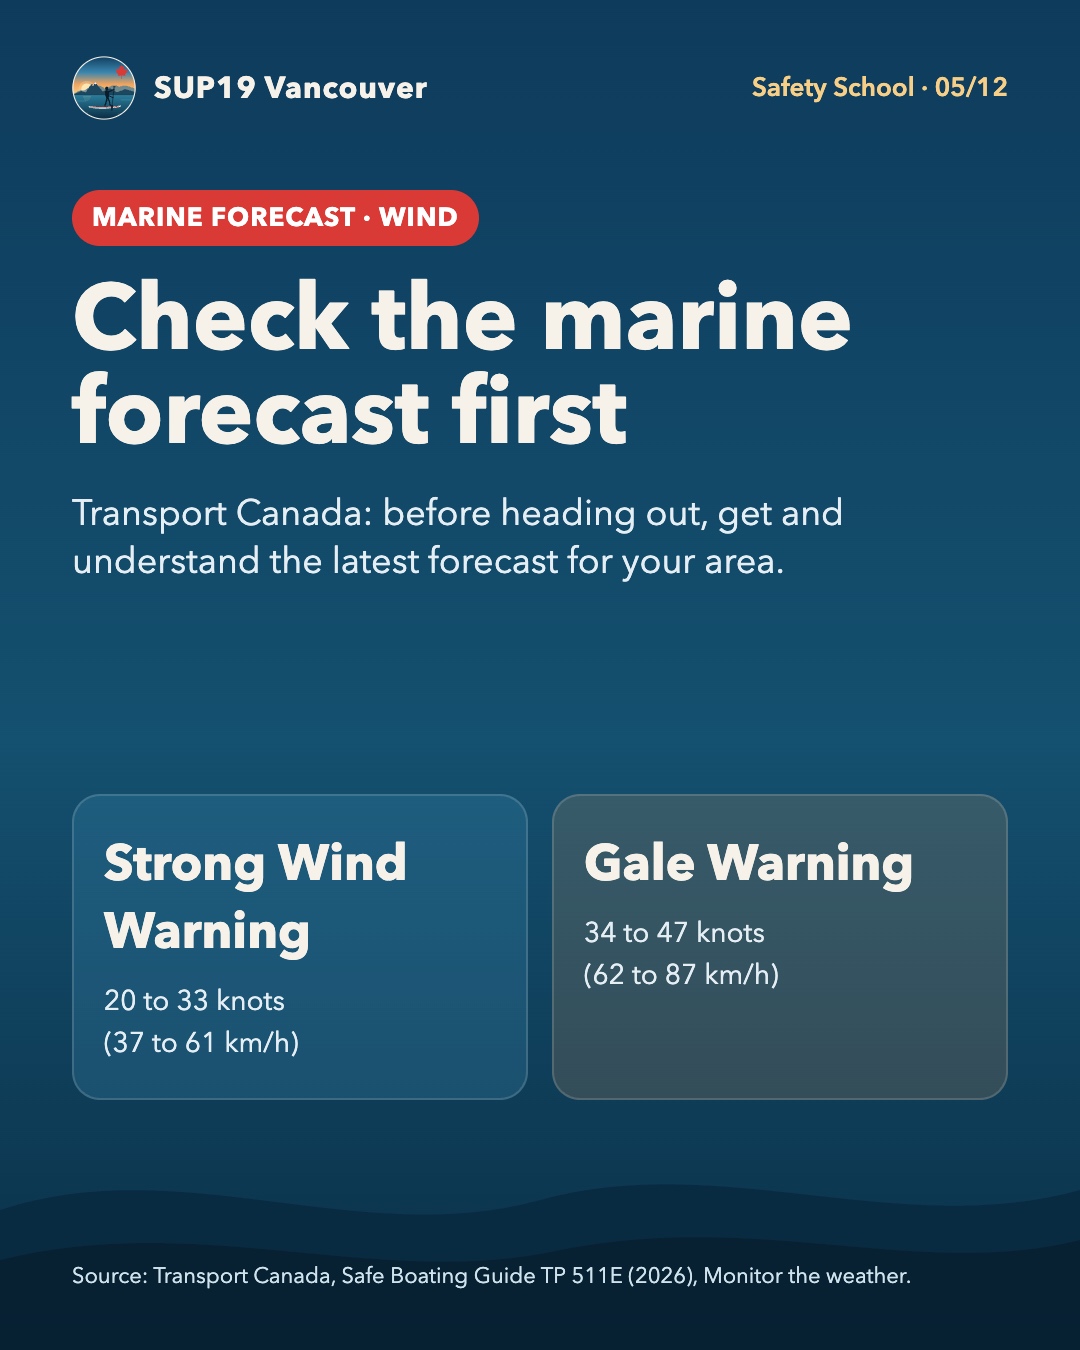 SUP19 Vancouver
Safety School · 05/12
MARINE FORECAST · WIND
Check the marine
forecast first
Transport Canada: before heading out, get and
understand the latest forecast for your area.
Strong Wind
Warning
20 to 33 knots
(37 to 61 km/h)
Gale Warning
34 to 47 knots
(62 to 87 km/h)
Source: Transport Canada, Safe Boating Guide TP 511E (2026), Monitor the weather.